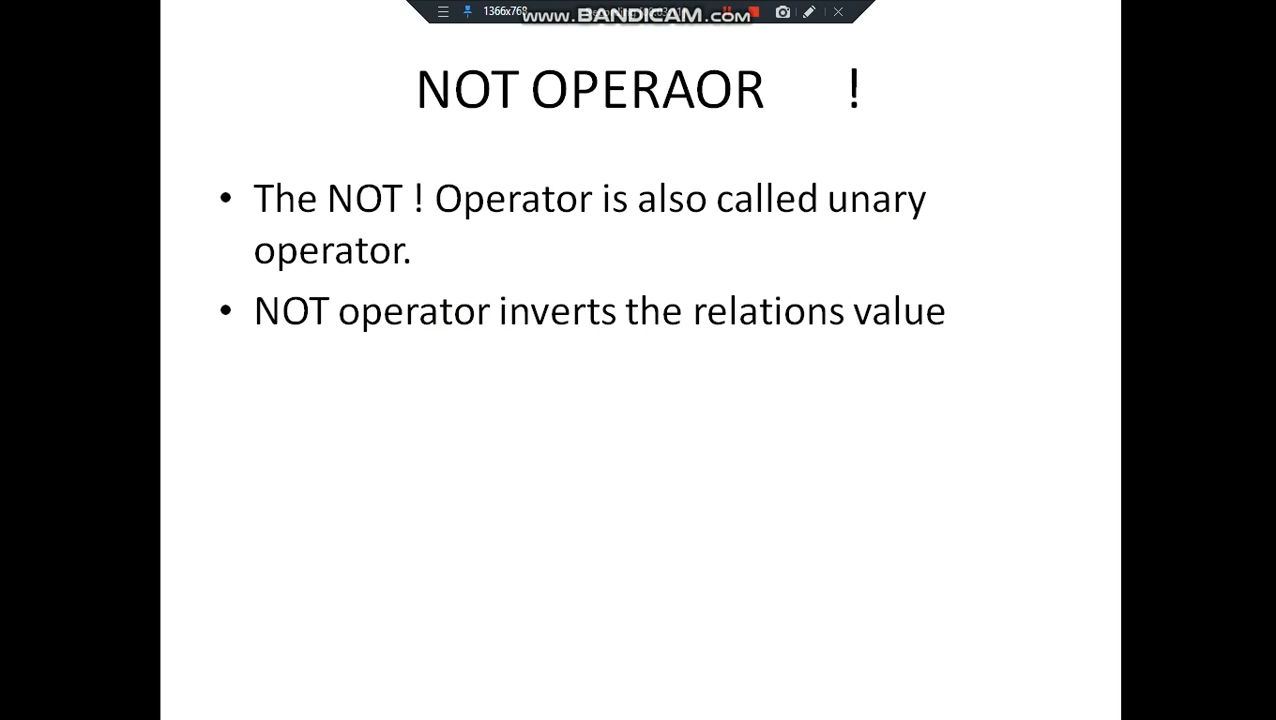 1366x768
www.BANDICAM.com
NOT OPERAOR !
• The NOT ! Operator is also called unary
operator.
• NOT operator inverts the relations value